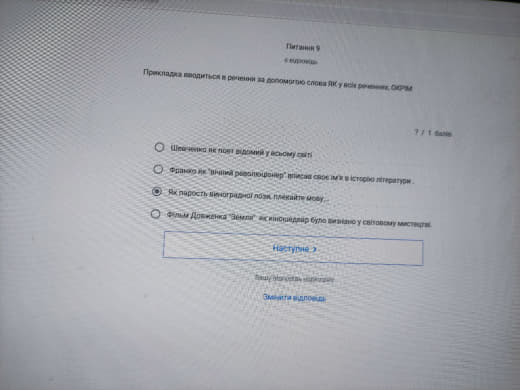 Питання 9
є відповідь
Прикладка вводиться в речення за допомогою слова ЯК у всіх реченнях, ОКРІМ
? / 1 балів
Шевченко як поет відомий у всьому світі
Франко як "вічний революціонер" вписав своє ім'я в історію літератури .
Як парость виноградної лози, плекайте мову...
Фільм Довженка "Земля" як кіношедевр було визнано у світовому мистецтві.
Наступне >
Вашу відповідь надіслано
Змінити відповідь